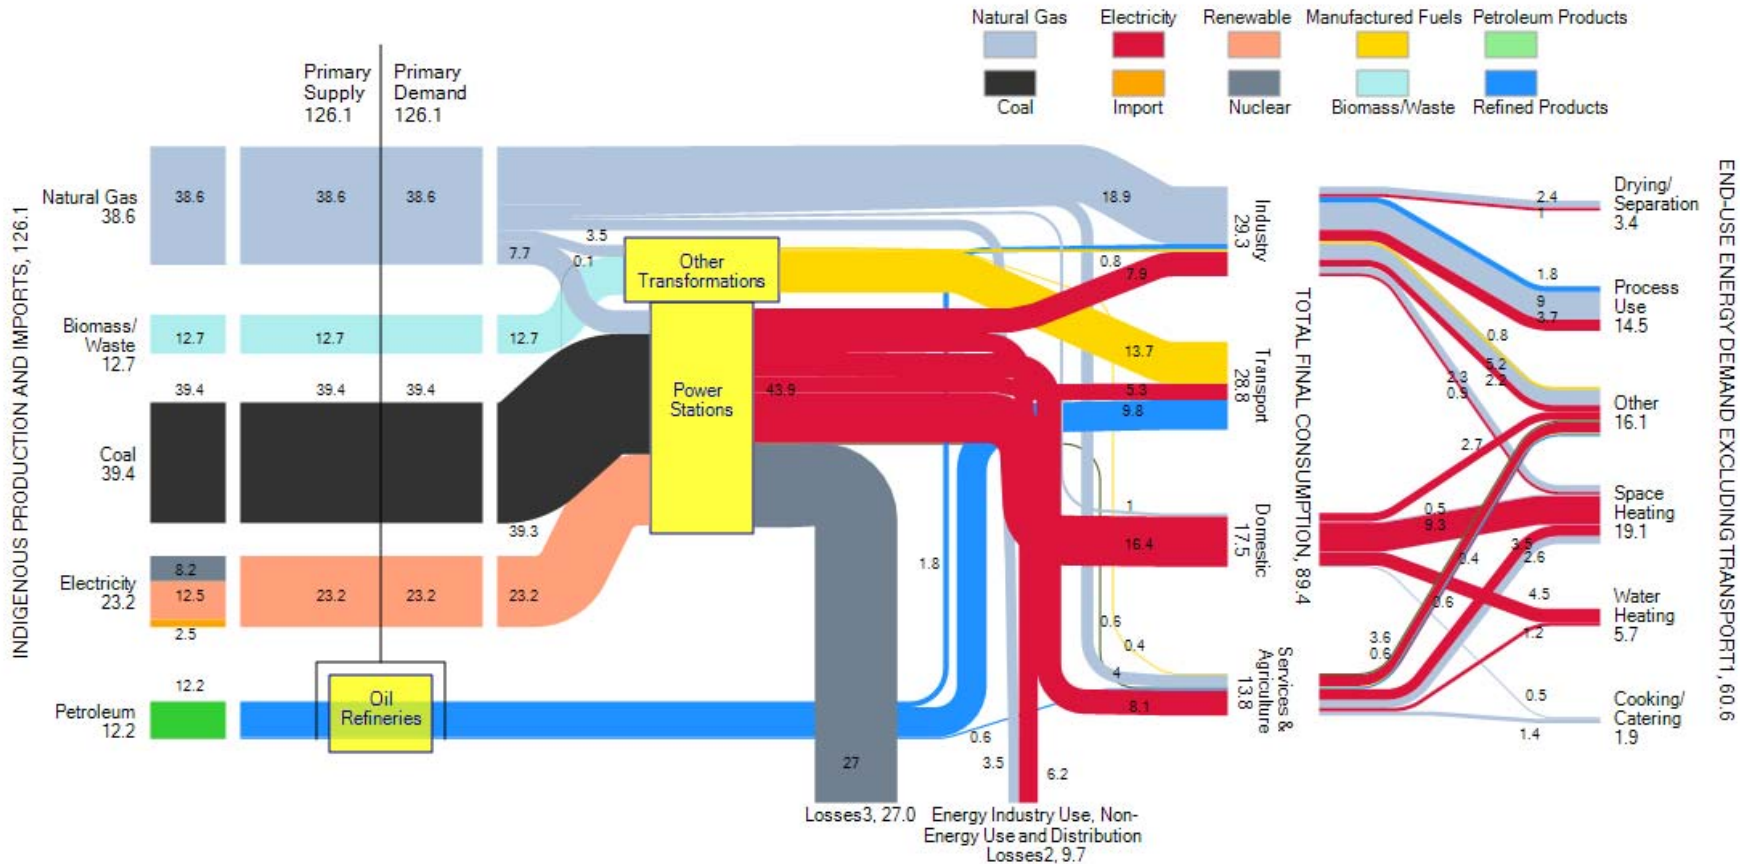 Natural Gas
Electricity
Renewable
Manufactured Fuels
Petroleum Products
Coal
Import
Nuclear
Biomass/Waste
Refined Products
Primary
Supply
126.1
Primary
Demand
126.1
INDIGENOUS PRODUCTION AND IMPORTS, 126.1
Natural Gas
38.6
38.6
38.6
38.6
Biomass/
Waste
12.7
12.7
12.7
12.7
39.4
39.4
39.4
Coal
39.4
39.3
Electricity
23.2
8.2
12.5
2.5
23.2
23.2
23.2
12.2
Petroleum
12.2
Oil
Refineries
7.7
3.5
0.1
Other
Transformations
Power
Stations
43.9
27
Losses3, 27.0
1.8
0.6
3.5
6.2
Energy Industry Use, Non-
Energy Use and Distribution
Losses2, 9.7
18.9
0.8
7.9
13.7
5.3
9.8
1
16.4
0.6
0.4
4
8.1
Industry
29.3
Transport
28.8
Domestic
17.5
Services &
Agriculture
13.8
TOTAL FINAL CONSUMPTION, 89.4
2.4
1
1.8
9
3.7
0.8
5.2
2.2
2.3
0.9
2.7
0.5
9.3
0.4
3.5
2.6
0.6
4.5
1.2
3.6
0.6
0.5
1.4
Drying/
Separation
3.4
Process
Use
14.5
Other
16.1
Space
Heating
19.1
Water
Heating
5.7
Cooking/
Catering
1.9
END-USE ENERGY DEMAND EXCLUDING TRANSPORT1, 60.6